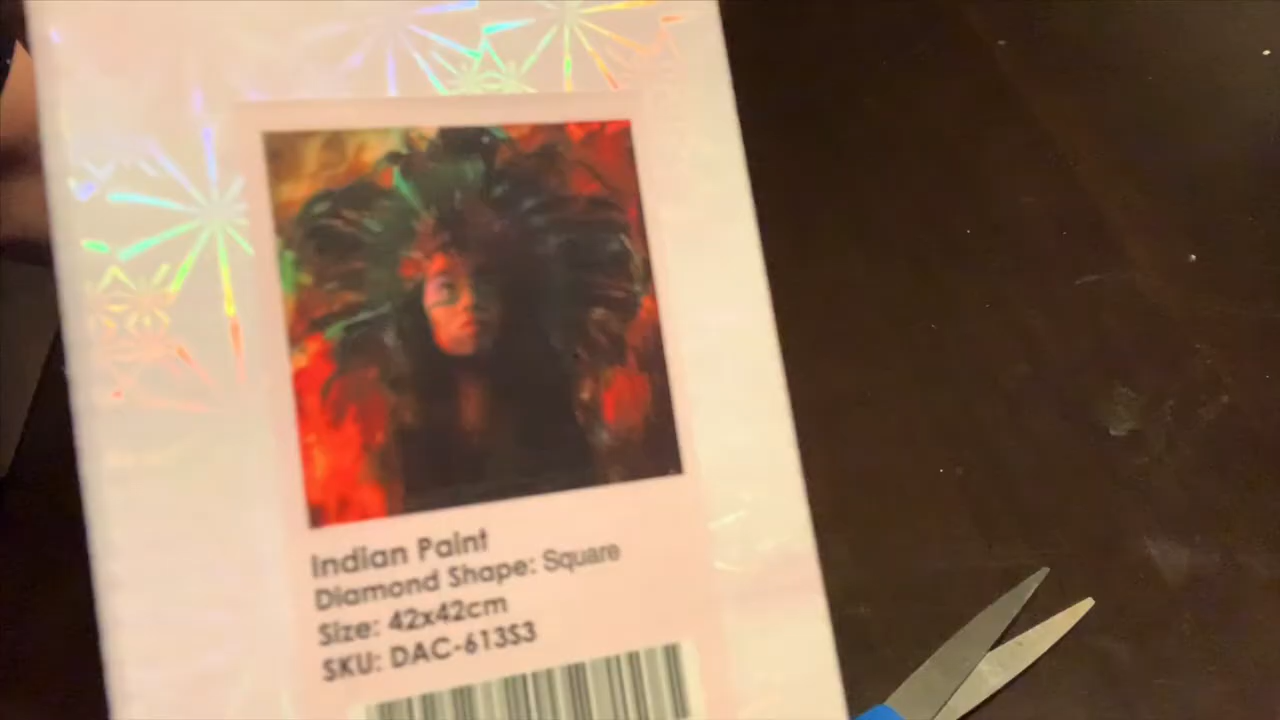 Indian Paint
Diamond Shape: Square
Size: 42x42cm
SKU: DAC-613S3